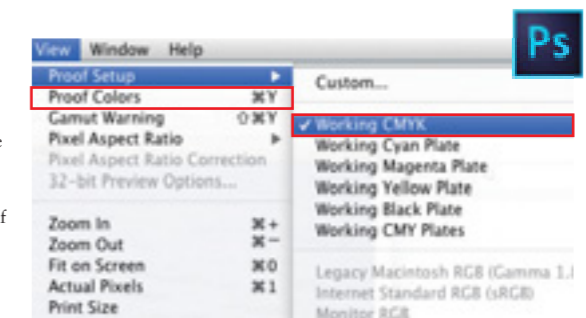 Ps
View Window Help
Proof Setup ▶
Proof Colors ⌘Y
Gamut Warning ⇧⌘Y
Pixel Aspect Ratio ▶
Pixel Aspect Ratio Correction
32-bit Preview Options...
Zoom In ⌘+
Zoom Out ⌘−
Fit on Screen ⌘0
Actual Pixels ⌘1
Print Size
Custom...
✓ Working CMYK
Working Cyan Plate
Working Magenta Plate
Working Yellow Plate
Working Black Plate
Working CMY Plates
Legacy Macintosh RGB (Gamma 1.
Internet Standard RGB (sRGB)
Monitor RGB